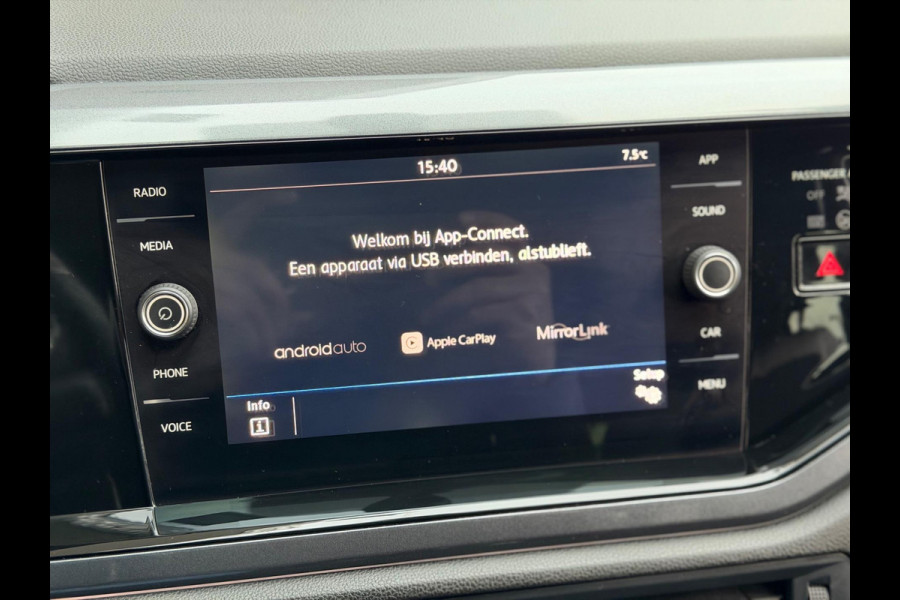 15:40
7.5°C
RADIO
MEDIA
PHONE
VOICE
Welkom bij App-Connect.
Een apparaat via USB verbinden, alstublieft.
androidauto
Apple CarPlay
MirrorLink
Info
i
Setup
APP
SOUND
CAR
MENU
PASSENGER
OFF